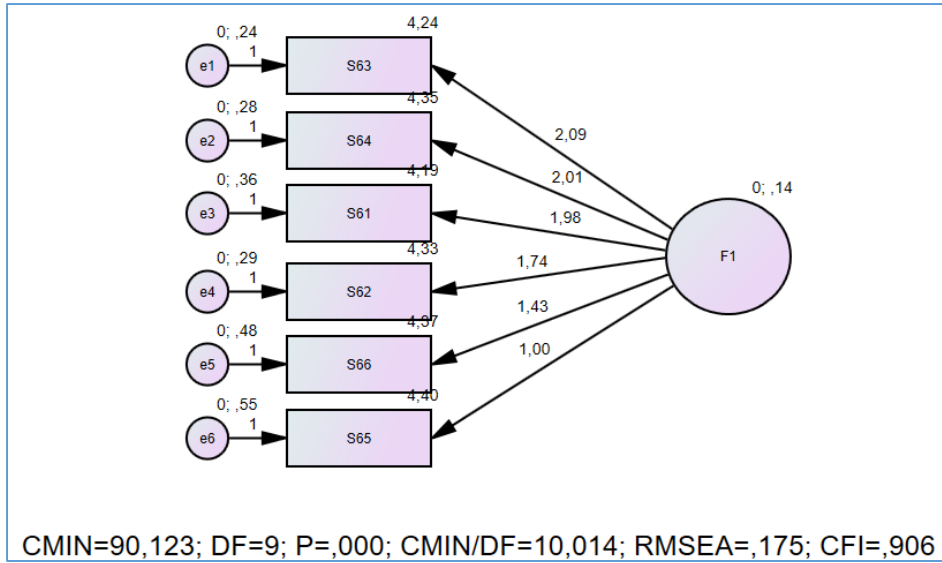 4,24
0; ,24
1
e1
S63
4,35
0; ,28
1
e2
S64
2,09
4,19
0; ,36
1
e3
S61
2,01
0; ,14
4,33
0; ,29
1
e4
S62
1,98
F1
4,37
0; ,48
1
e5
S66
1,74
4,40
0; ,55
1
e6
S65
1,43
1,00
CMIN=90,123; DF=9; P=,000; CMIN/DF=10,014; RMSEA=,175; CFI=,906